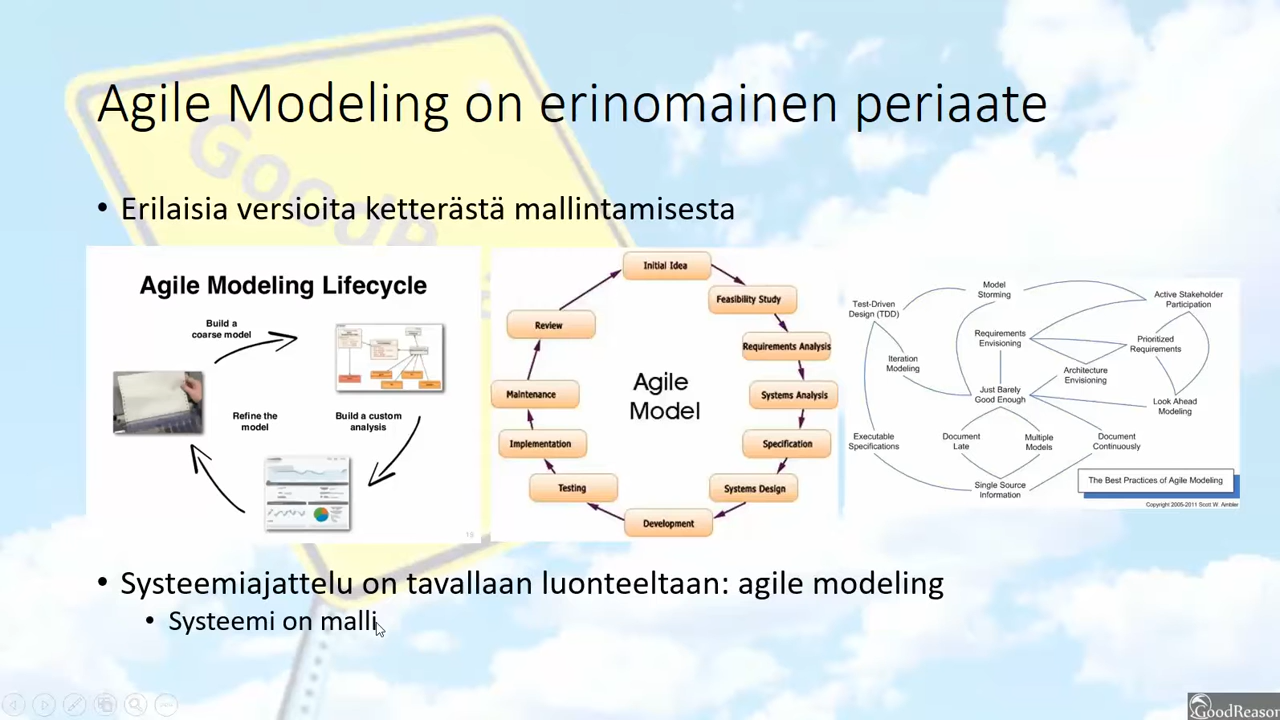 Agile Modeling on erinomainen periaate
• Erilaisia versioita ketterästä mallintamisesta
Agile Modeling Lifecycle
Build a
coarse model
Refine the
model
Build a custom
analysis
16
Initial Idea
Feasibility Study
Requirements Analysis
Systems Analysis
Specification
Systems Design
Development
Testing
Implementation
Maintenance
Review
Agile
Model
Model
Storming
Test-Driven
Design (TDD)
Active Stakeholder
Participation
Requirements
Envisioning
Prioritized
Requirements
Iteration
Modeling
Architecture
Envisioning
Just Barely
Good Enough
Look Ahead
Modeling
Executable
Specifications
Document
Late
Multiple
Models
Document
Continuously
Single Source
Information
The Best Practices of Agile Modeling
Copyright 2005-2011 Scott W. Ambler
• Systeemiajattelu on tavallaan luonteeltaan: agile modeling
• Systeemi on malli
GoodReason